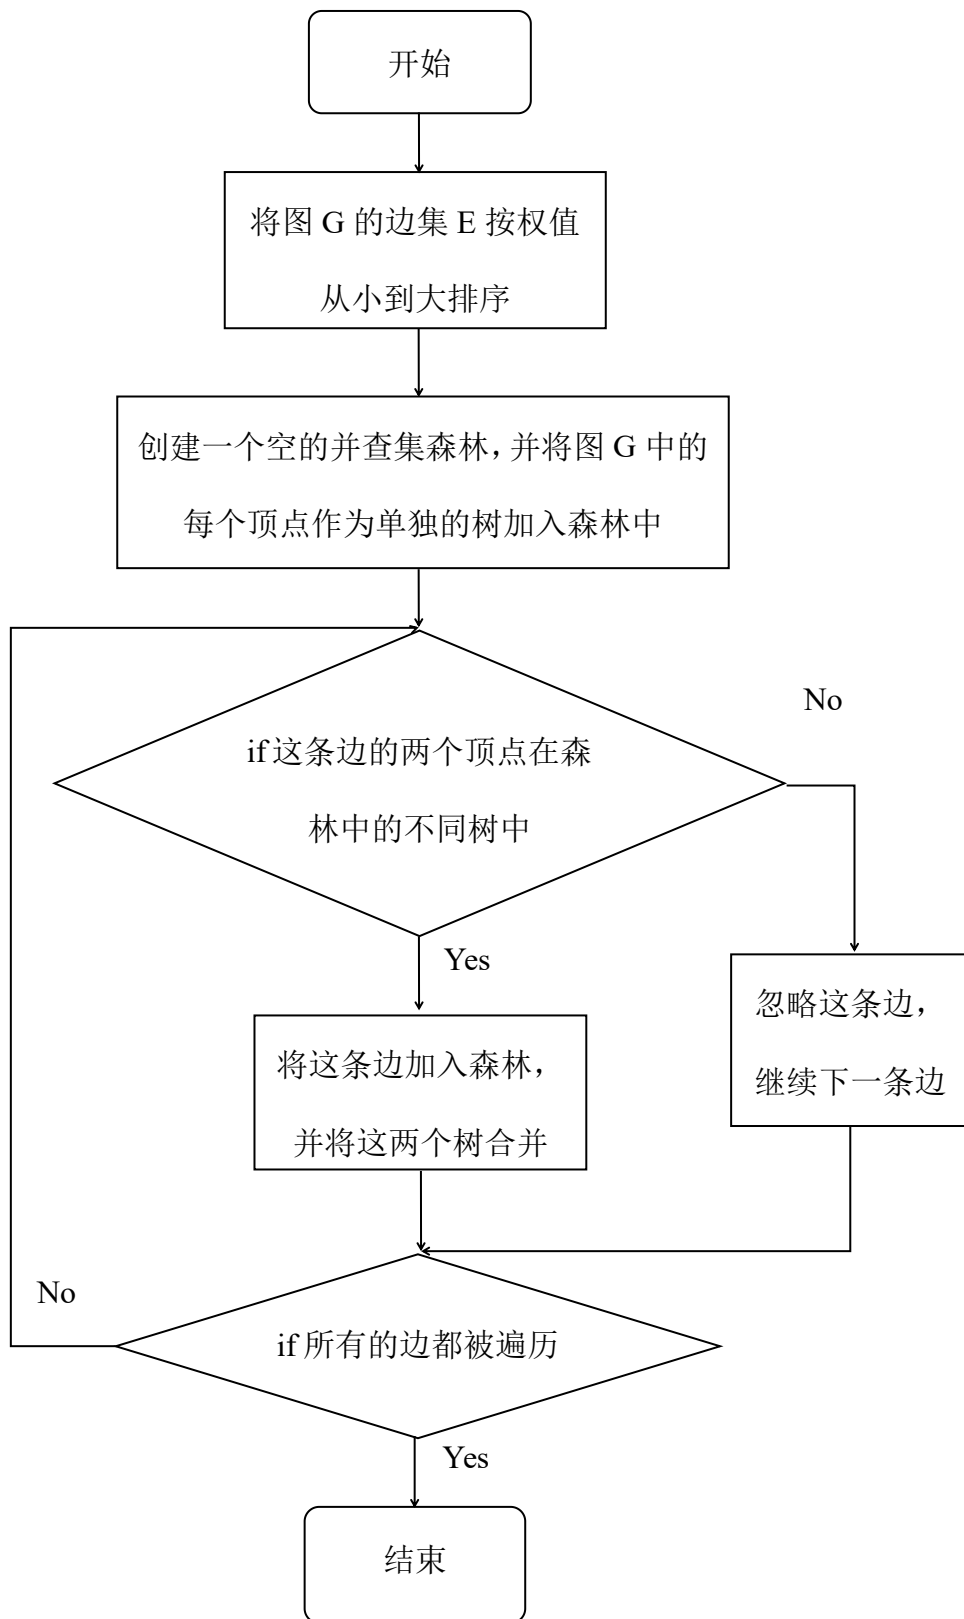 开始
将图 G 的边集 E 按权值
从小到大排序
创建一个空的并查集森林，并将图 G 中的
每个顶点作为单独的树加入森林中
No
if 这条边的两个顶点在森
林中的不同树中
Yes
忽略这条边，
继续下一条边
将这条边加入森林，
并将这两个树合并
No
if 所有的边都被遍历
Yes
结束